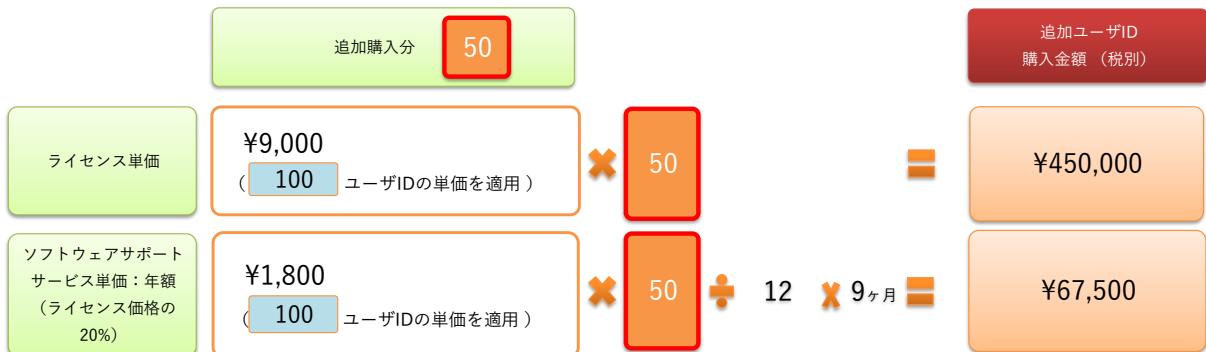 追加購入分 50
追加ユーザID
購入金額 （税別）
ライセンス単価
¥9,000
（ 100 ユーザIDの単価を適用 ）
× 50 = ¥450,000
ソフトウェアサポート
サービス単価：年額
（ライセンス価格の
20%）
¥1,800
（ 100 ユーザIDの単価を適用 ）
× 50 ÷ 12 × 9ヶ月 = ¥67,500